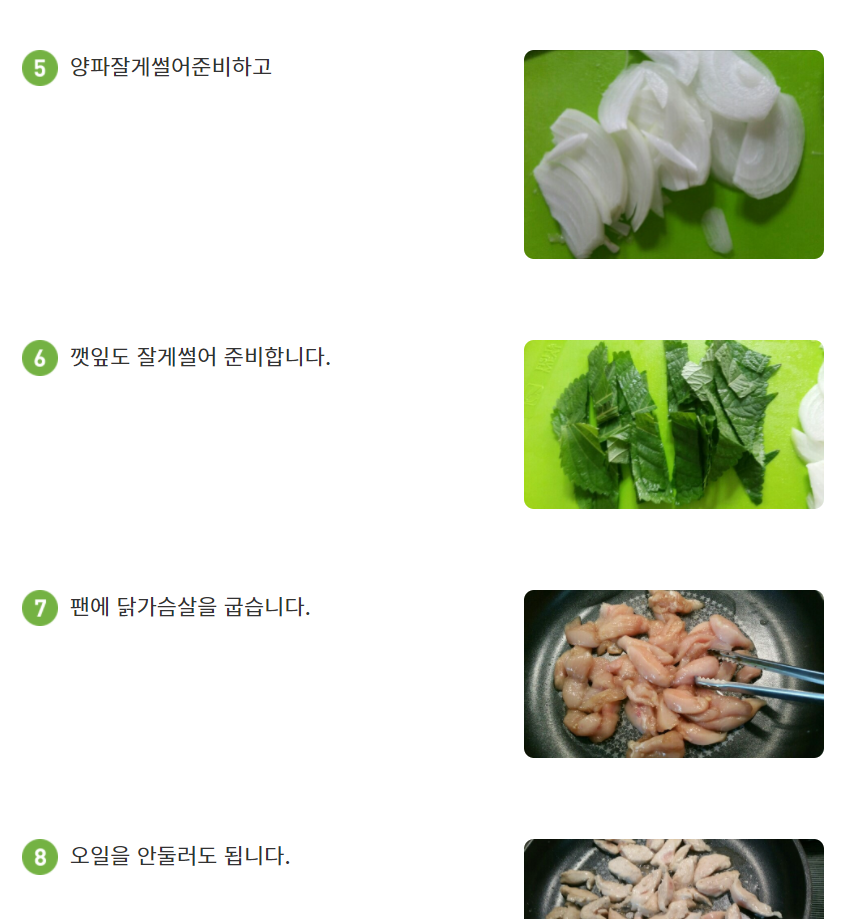 5 양파잘게썰어준비하고
6 깻잎도 잘게썰어 준비합니다.
7 팬에 닭가슴살을 굽습니다.
8 오일을 안둘러도 됩니다.